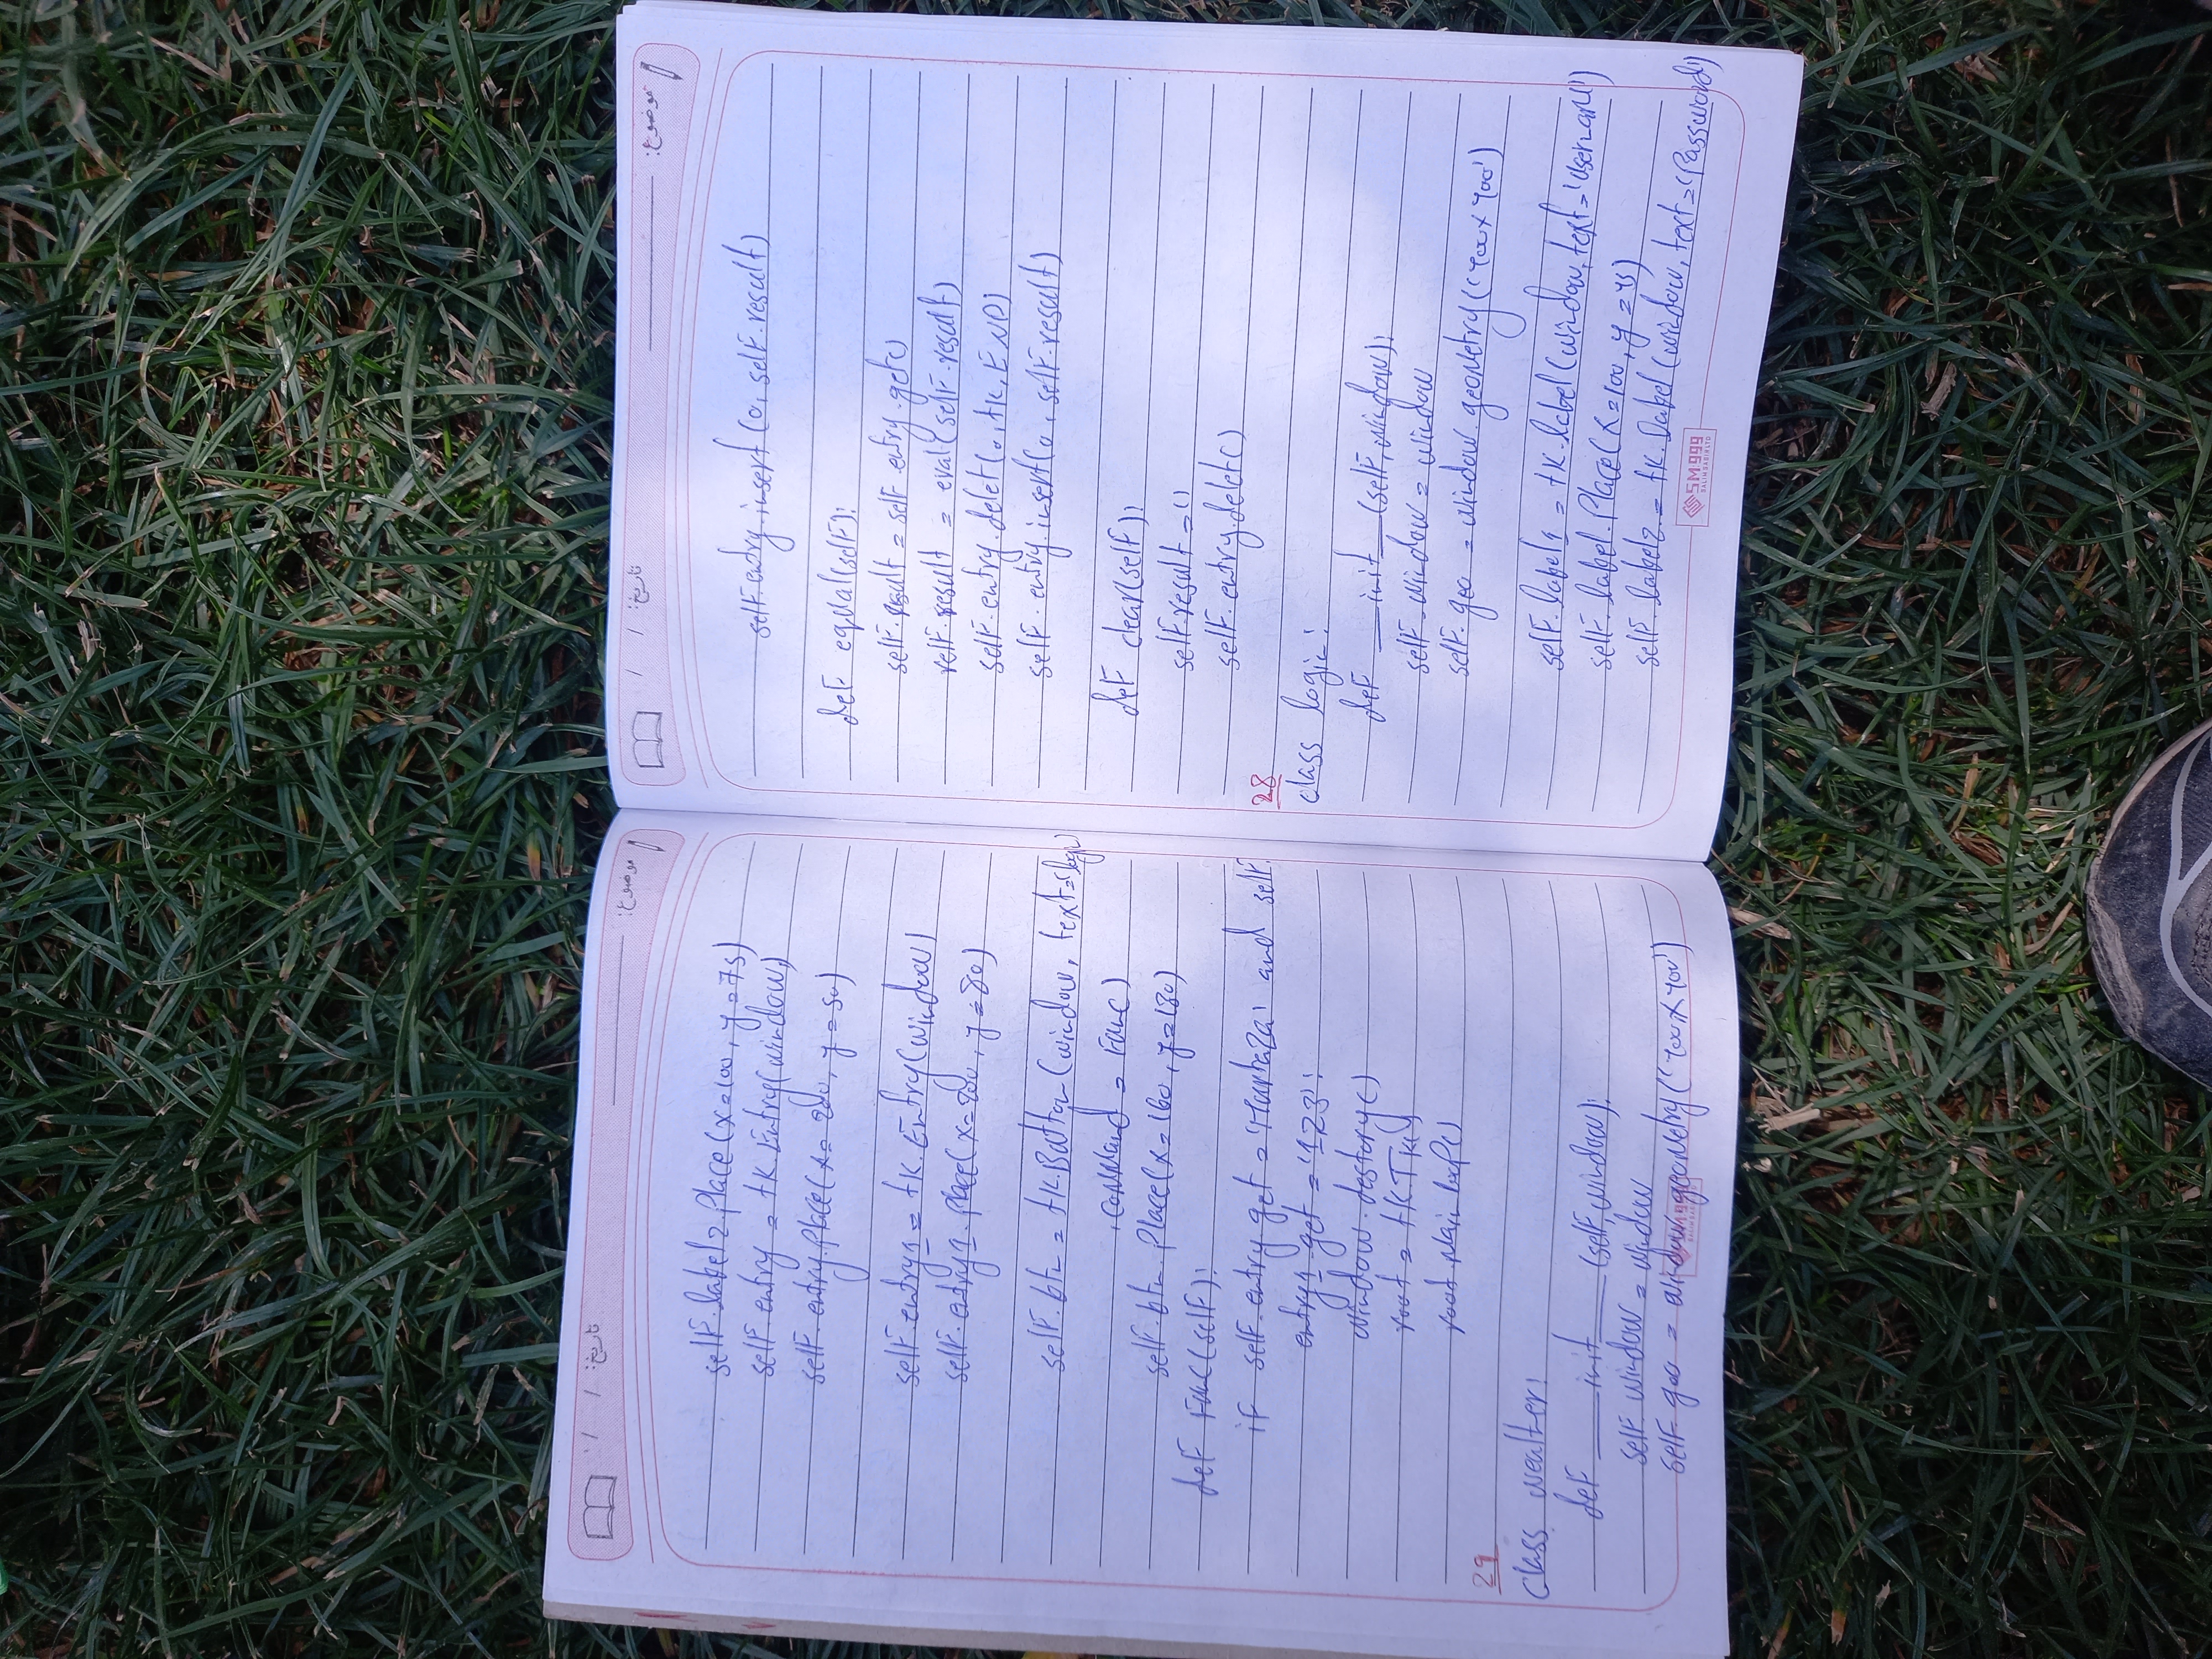 موضوع: تاریخ: / /
self.entry.insert(0, self.result)
def equal(self):
self.result = self.entry.get()
relf.result = eval(self.result)
self.entry.delet(0, tk, END)
self.entry.insert(0, self.result)
def clear(self):
self.result = ()
self.entry.delet()
28
class login:
def __init__(self, window):
self.window = window
self.geo = window.geometry('400x400')
self.label1 = tk.label(window, text='username')
self.label.place(x=100, y=45)
self.label2 = tk.Label(window, text='password')
SM.999
SALIM SABIR LTD
موضوع: تاریخ: / /
self.label2.place(x=100, y=75)
self.entry = tk.Entry(window)
self.entry.place(x=200, y=50)
self.entry1 = tk.Entry(window)
self.entry1.place(x=200, y=80)
self.btn = tk.Button(window, text='login'
,command = Func)
self.btn.place(x=160, y=180)
def Func(self):
if self.entry.get = 'Murtaza' and self.
entry1.get = '123':
window.destory()
root = tk.Tk()
root.mainloop()
29
class wealter:
def __init__(self, window):
self.window = window
self.geo = window.geometry('400x400')
SM.999
SALIM SABIR LTD